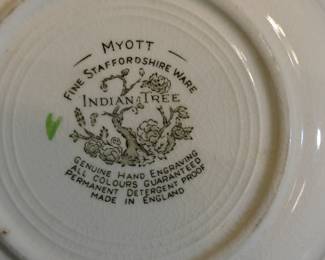 MYOTT
FINE STAFFORDSHIRE WARE
INDIAN TREE
GENUINE HAND ENGRAVING
ALL COLOURS GUARANTEED
PERMANENT DETERGENT PROOF
MADE IN ENGLAND